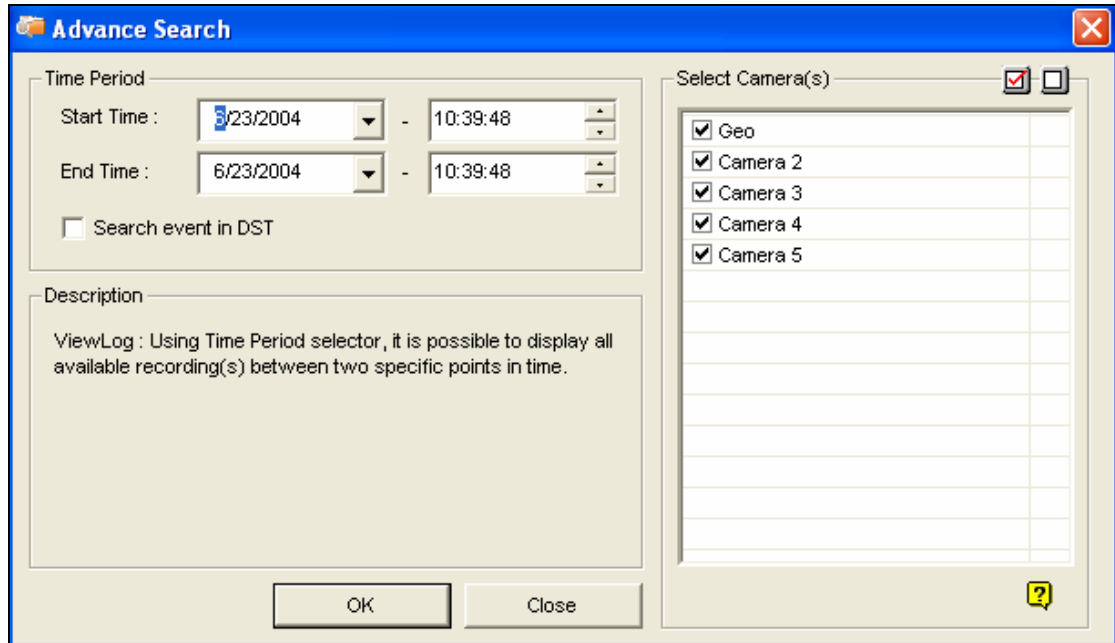 Advance Search
Time Period
Start Time :
6/23/2004
-
10:39:48
End Time :
6/23/2004
-
10:39:48
Search event in DST
Description
ViewLog : Using Time Period selector, it is possible to display all
available recording(s) between two specific points in time.
OK
Close
Select Camera(s)
Geo
Camera 2
Camera 3
Camera 4
Camera 5
?